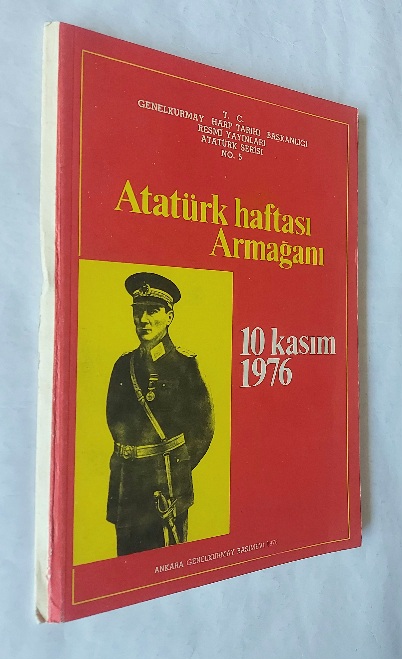 T. C.
GENELKURMAY HARP TARİHİ BAŞKANLIĞI
RESMİ YAYINLARI
ATATÜRK SERİSİ
NO. 5
Atatürk haftası
Armağanı
10 kasım
1976
ANKARA GENELKURMAY BASIMEVİ